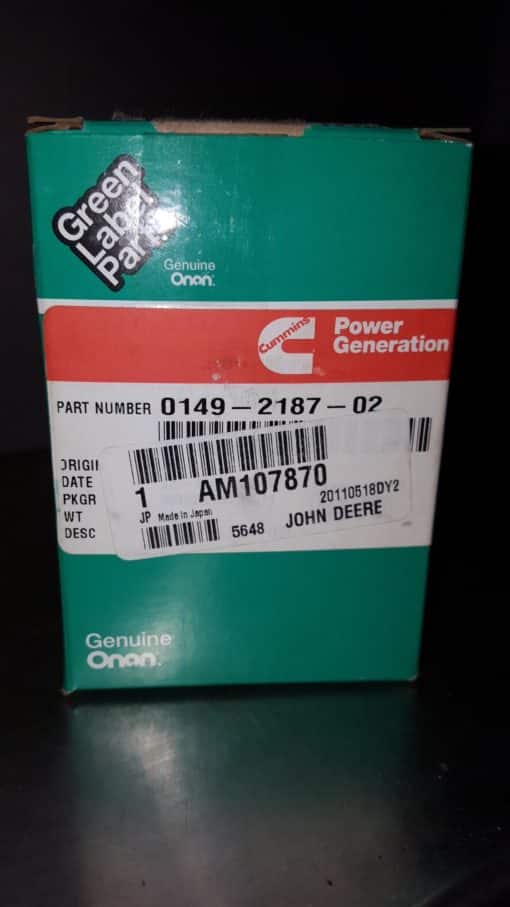 Green
Label
Parts
Genuine
Onan
Cummins
Power
Generation
PART NUMBER 0149-2187-02
DATE
PKGR
WT
DESC
1 AM107870
20110518DY2
JP Made in Japan
5648 JOHN DEERE
Genuine
Onan